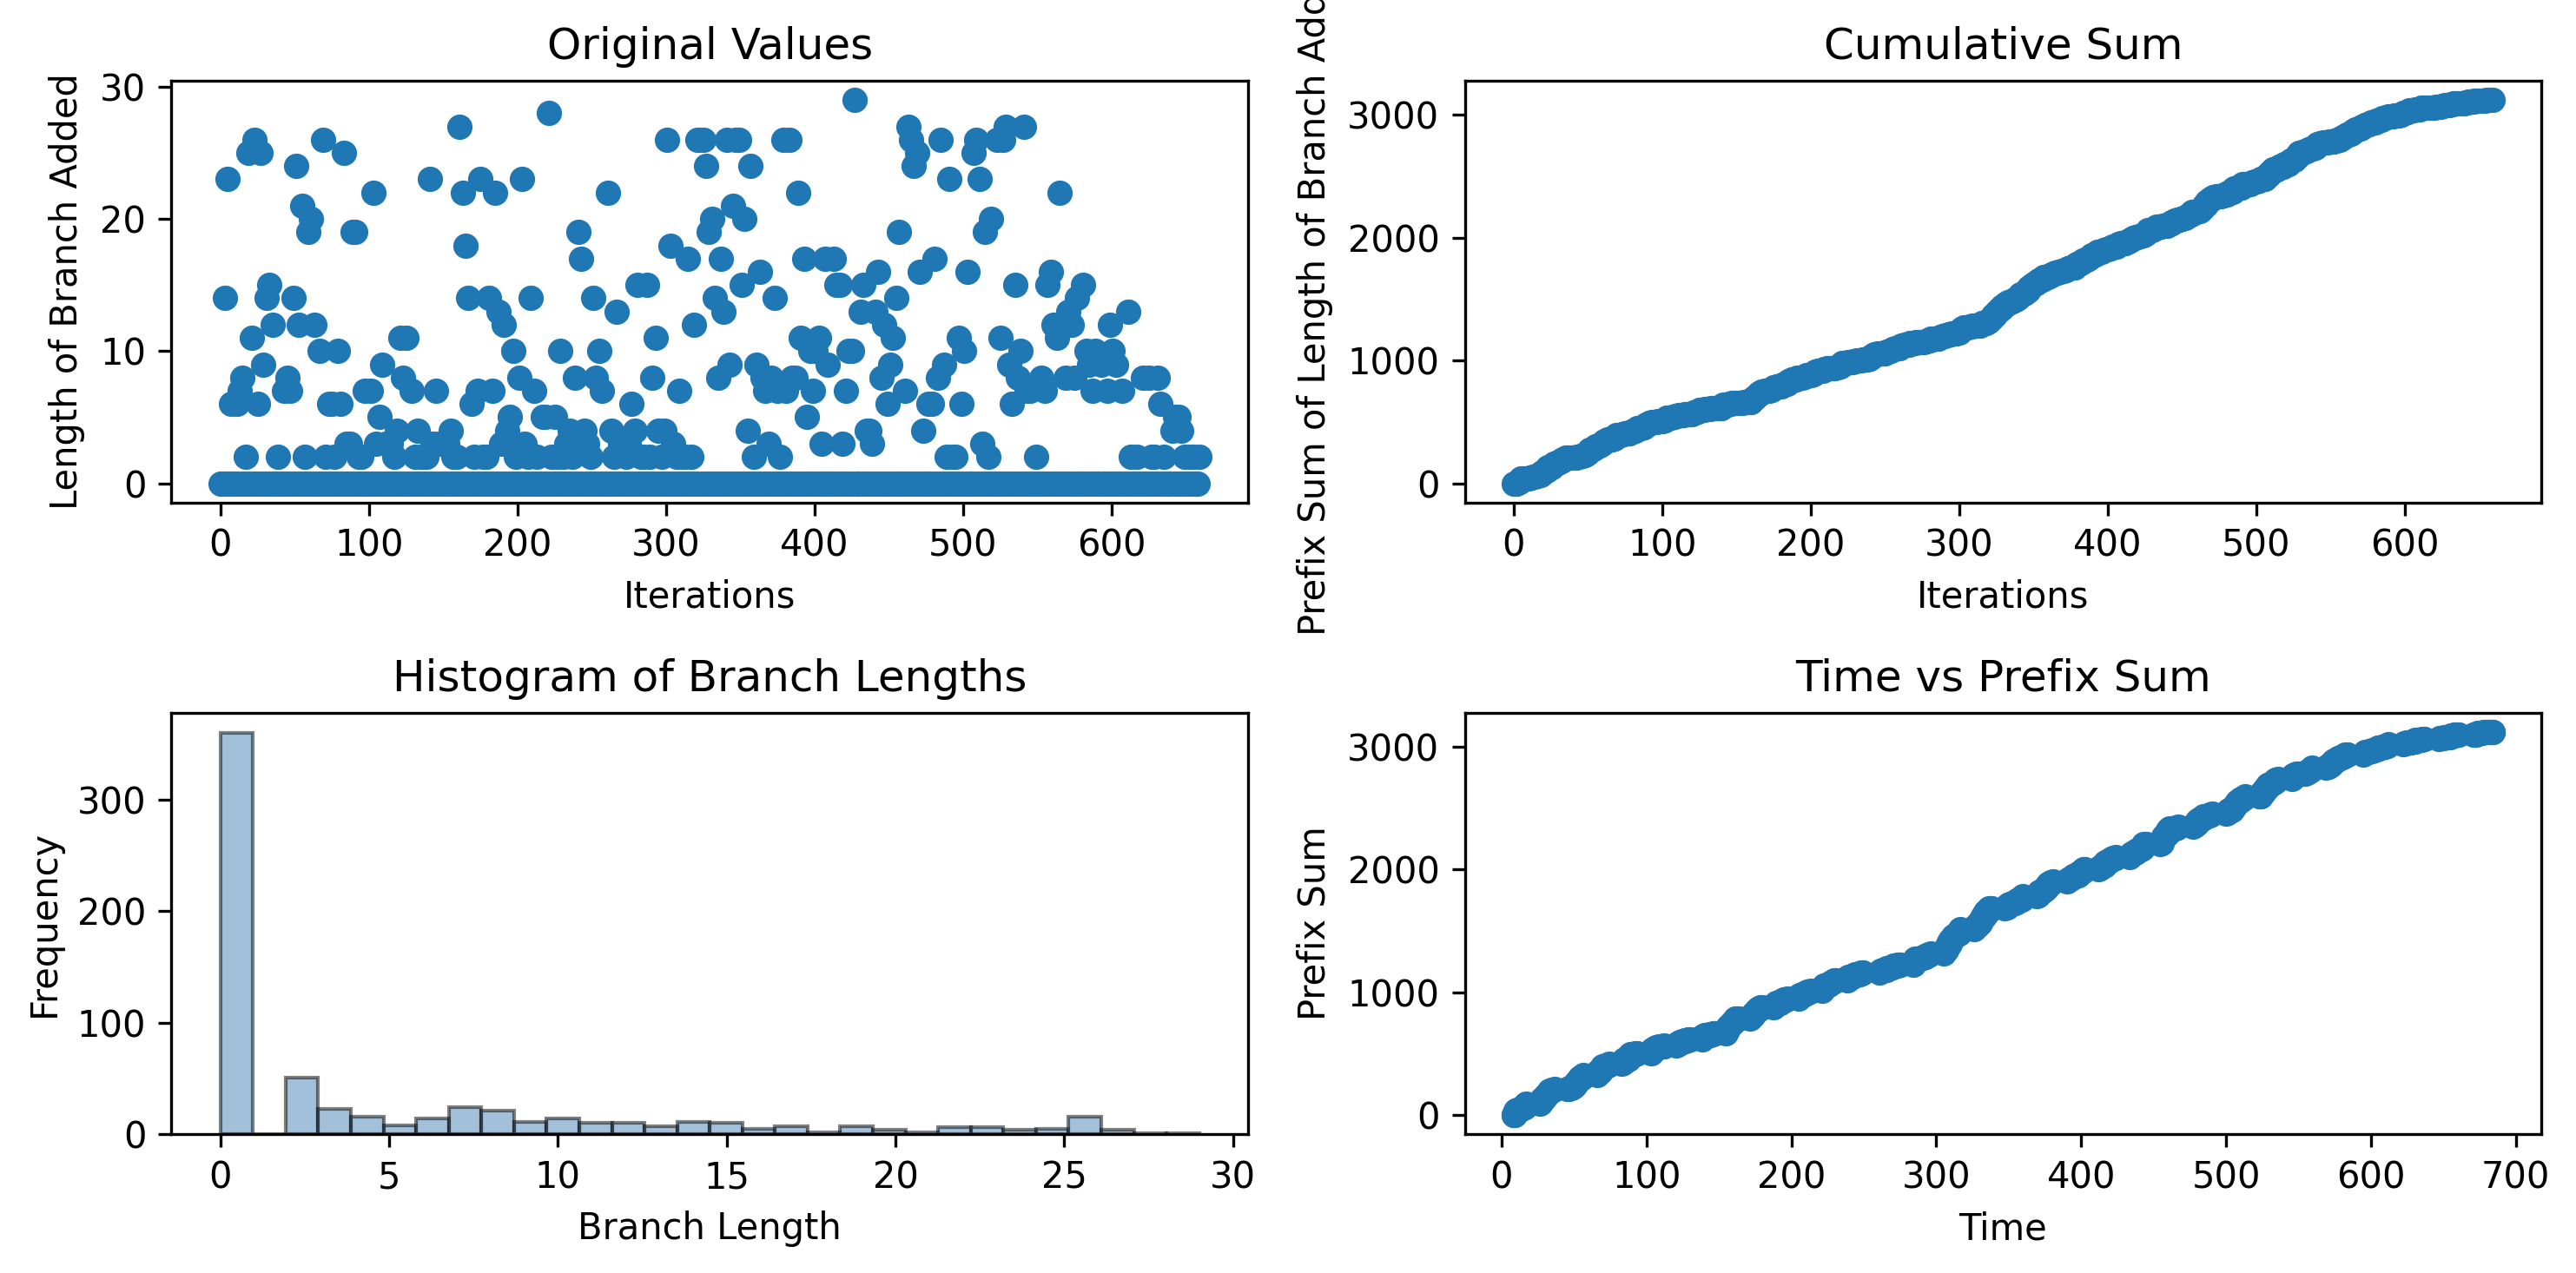 Original Values
Length of Branch Added
30
20
10
0
0 100 200 300 400 500 600
Iterations
Cumulative Sum
Prefix Sum of Length of Branch
3000
2000
1000
0
0 100 200 300 400 500 600
Iterations
Histogram of Branch Lengths
Frequency
300
200
100
0
0 5 10 15 20 25 30
Branch Length
Time vs Prefix Sum
Prefix Sum
3000
2000
1000
0
0 100 200 300 400 500 600 700
Time